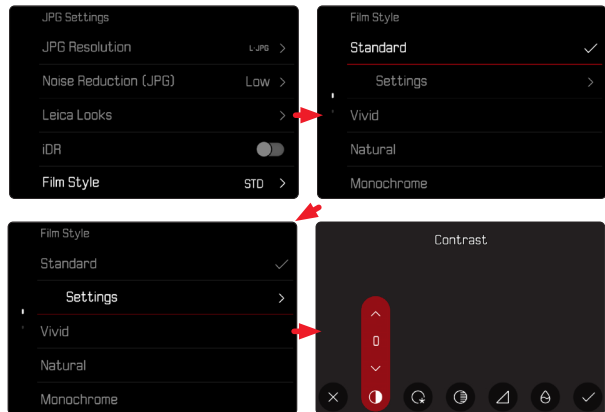 JPG Settings
JPG Resolution L-JPG
Noise Reduction (JPG) Low
Leica Looks
iDR
Film Style STD
Film Style
Standard
Settings
Vivid
Natural
Monochrome
Film Style
Standard
Settings
Vivid
Natural
Monochrome
Contrast
0